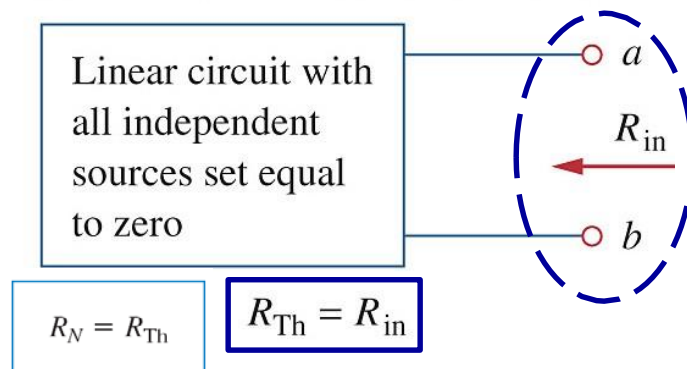 Linear circuit with
all independent
sources set equal
to zero
a
R_in
b
R_N = R_Th
R_Th = R_in